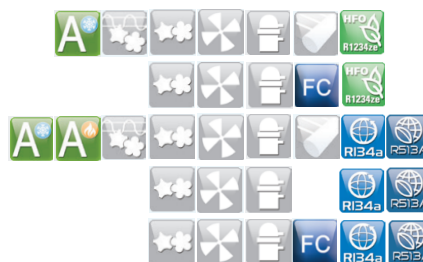 A HFO R1234ze
FC HFO R1234ze
A A R134a R513A
R134a R513A
FC R134a R513A